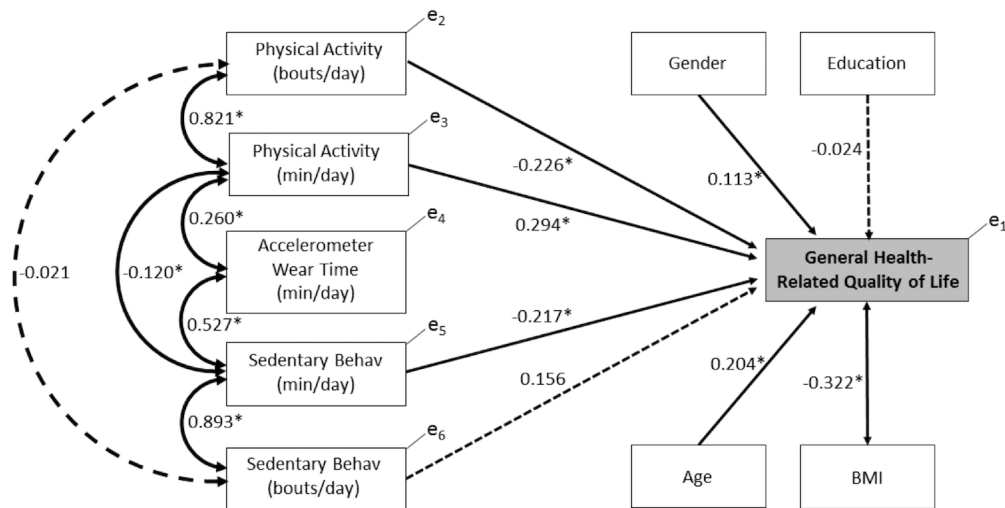 e2
Physical Activity
(bouts/day)
Gender
Education
0.821*
e3
Physical Activity
(min/day)
-0.226*
-0.024
0.113*
0.260*
0.294*
e4
Accelerometer
Wear Time
(min/day)
e1
General Health-
Related Quality of Life
-0.021
-0.120*
0.527*
e5
-0.217*
Sedentary Behav
(min/day)
0.156
0.204*
-0.322*
0.893*
e6
Sedentary Behav
(bouts/day)
Age
BMI